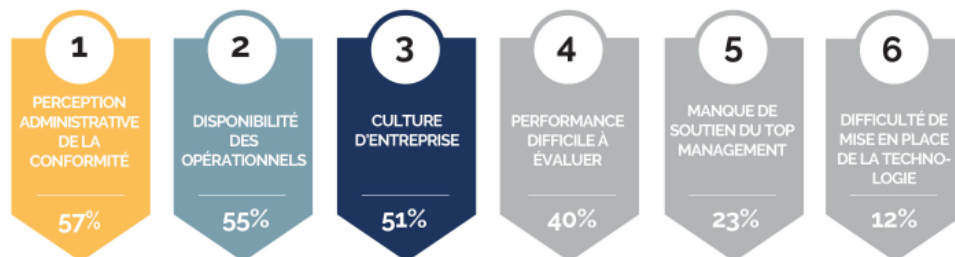 1
PERCEPTION
ADMINISTRATIVE
DE LA
CONFORMITÉ
57%
2
DISPONIBILITÉ
DES
OPÉRATIONNELS
55%
3
CULTURE
D'ENTREPRISE
51%
4
PERFORMANCE
DIFFICILE À
ÉVALUER
40%
5
MANQUE DE
SOUTIEN DU TOP
MANAGEMENT
23%
6
DIFFICULTÉ DE
MISE EN PLACE
DE LA TECHNO-
LOGIE
12%